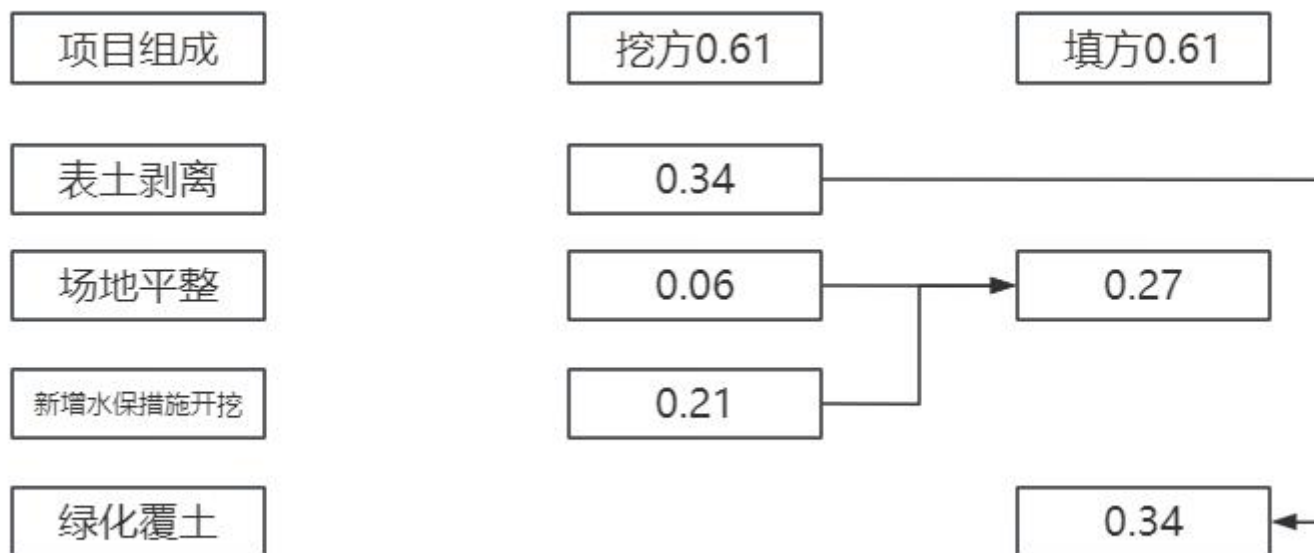 项目组成 挖方0.61 填方0.61
表土剥离 0.34
场地平整 0.06 0.27
新增水保措施开挖 0.21
绿化覆土 0.34